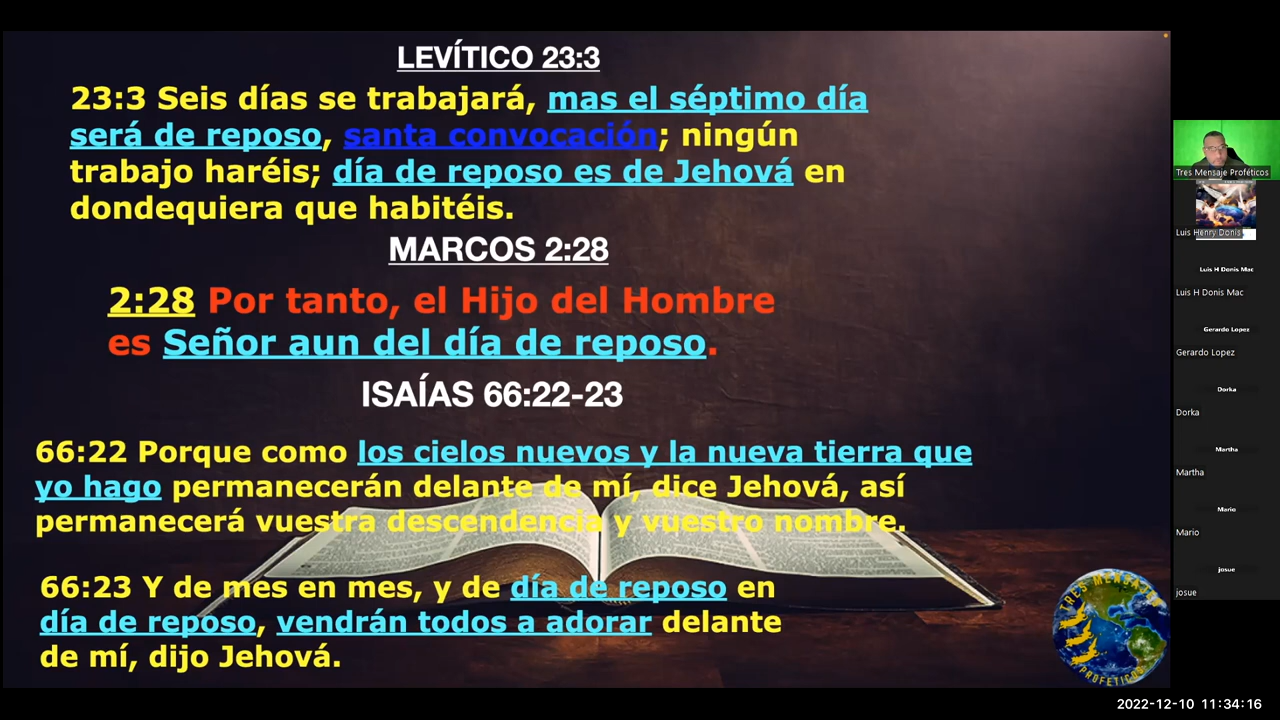 LEVÍTICO 23:3
23:3 Seis días se trabajará, mas el séptimo día
será de reposo, santa convocación; ningún
trabajo haréis; día de reposo es de Jehová en
dondequiera que habitéis.
MARCOS 2:28
2:28 Por tanto, el Hijo del Hombre
es Señor aun del día de reposo.
ISAÍAS 66:22-23
66:22 Porque como los cielos nuevos y la nueva tierra que
yo hago permanecerán delante de mí, dice Jehová, así
permanecerá vuestra descendencia y vuestro nombre.
66:23 Y de mes en mes, y de día de reposo en
día de reposo, vendrán todos a adorar delante
de mí, dijo Jehová.
TRES MENSAJ
PROFÉTICOS
Tres Mensaje Proféticos
Luis Henry Donis
Luis H Donis Mac
Luis H Donis Mac
Gerardo Lopez
Gerardo Lopez
Dorka
Dorka
Martha
Martha
Mario
Mario
josue
josue
2022-12-10 11:34:16